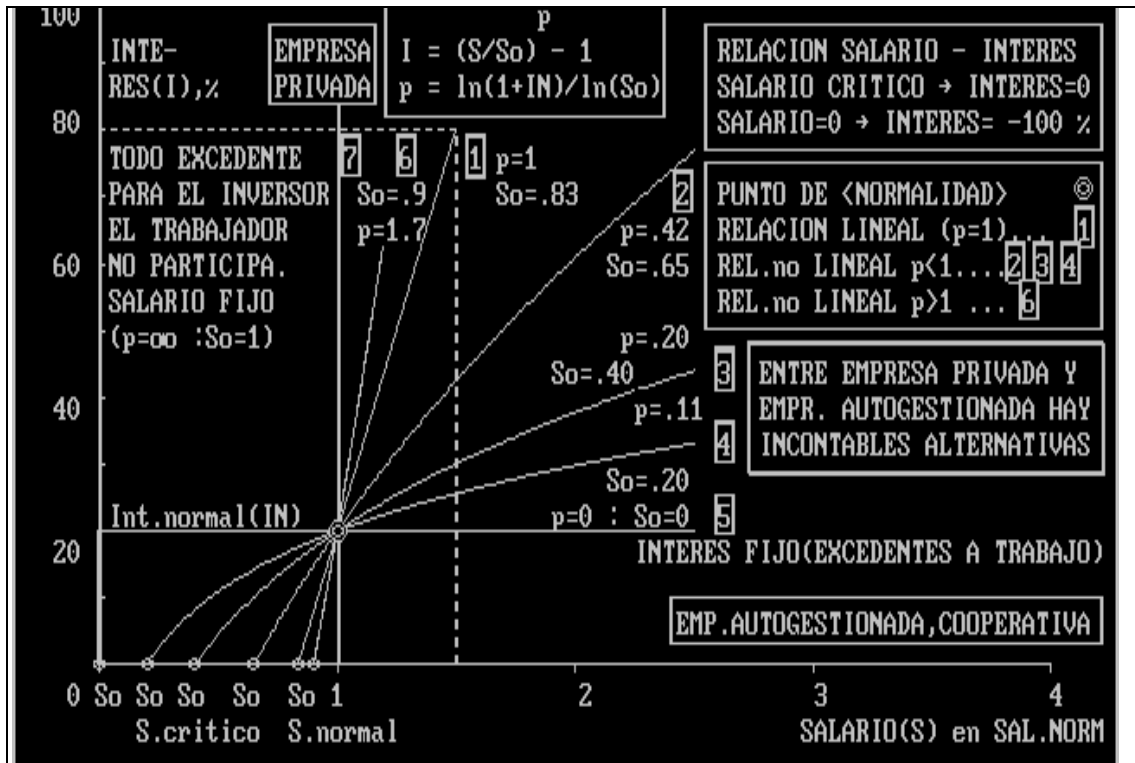 100
INTE-
RES(I),%
EMPRESA
PRIVADA
p
I = (S/So) - 1
p = ln(1+IN)/ln(So)
RELACION SALARIO - INTERES
SALARIO CRITICO → INTERES=0
SALARIO=0 → INTERES= -100 %
80
TODO EXCEDENTE
PARA EL INVERSOR
EL TRABAJADOR
NO PARTICIPA.
SALARIO FIJO
(p=∞ :So=1)
7
6
So=.9
p=1.7
1 p=1
So=.83
2
p=.42
So=.65
PUNTO DE <NORMALIDAD>
RELACION LINEAL (p=1)... 1
REL.no LINEAL p<1....2 3 4
REL.no LINEAL p>1 ... 6
60
p=.20
So=.40
3
ENTRE EMPRESA PRIVADA Y
EMPR. AUTOGESTIONADA HAY
INCONTABLES ALTERNATIVAS
40
p=.11
4
So=.20
Int.normal(IN)
p=0 : So=0 5
20
INTERES FIJO(EXCEDENTES A TRABAJO)
EMP.AUTOGESTIONADA,COOPERATIVA
0 So So So So So 1 2 3 4
S.critico S.normal
SALARIO(S) en SAL.NORM